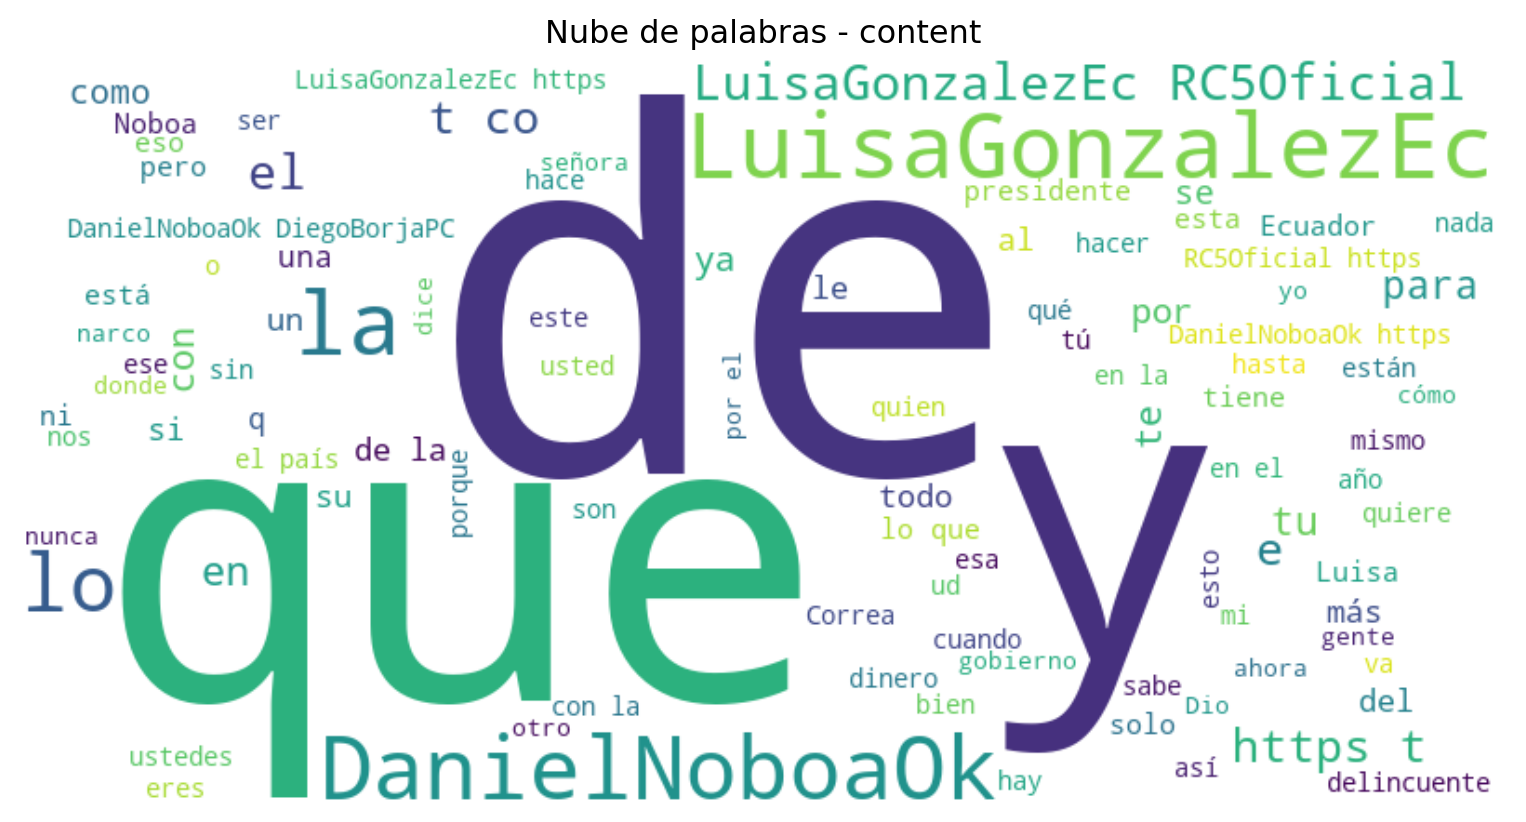 Nube de palabras - content
LuisaGonzalezEc RC5Oficial
LuisaGonzalezEc https
como
t co
LuisaGonzalezEc
Noboa
ser
eso
pero
el
señora
hace
presidente
se
DanielNoboaOk DiegoBorjaPC
esta
Ecuador
nada
una
ya
al
hacer
o
RC5Oficial https
de
está
la
dice
un
este
le
qué
por
yo
para
narco
con
tú
DanielNoboaOk https
ese
sin
usted
por el
hasta
están
donde
en la
tiene
cómo
ni
q
quien
te
nos
si
mismo
el país
de la
y
en el
su
porque
son
todo
año
lo que
tu
quiere
nunca
esa
e
lo
en
que
ud
esto
Luisa
Correa
mi
más
cuando
gente
gobierno
ahora
va
dinero
sabe
con la
bien
Dio
del
otro
solo
ustedes
DanielNoboaOk
https t
así
eres
hay
delincuente